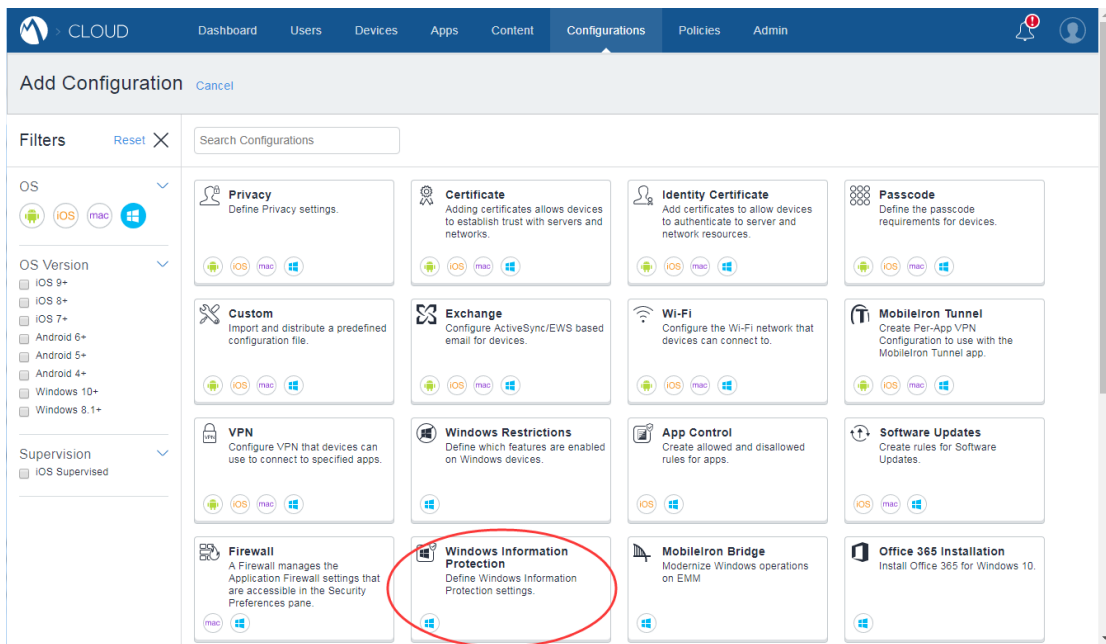 CLOUD
Dashboard Users Devices Apps Content Configurations Policies Admin
Add Configuration Cancel
Filters Reset
Search Configurations
OS
iOS mac
OS Version
iOS 9+
iOS 8+
iOS 7+
Android 6+
Android 5+
Android 4+
Windows 10+
Windows 8.1+
Supervision
iOS Supervised
Privacy
Define Privacy settings.
iOS mac
Certificate
Adding certificates allows devices
to establish trust with servers and
networks.
iOS mac
Identity Certificate
Add certificates to allow devices
to authenticate to server and
network resources.
iOS mac
Passcode
Define the passcode
requirements for devices.
iOS mac
Custom
Import and distribute a predefined
configuration file.
iOS mac
Exchange
Configure ActiveSync/EWS based
email for devices.
iOS mac
Wi-Fi
Configure the Wi-Fi network that
devices can connect to.
iOS mac
MobileIron Tunnel
Create Per-App VPN
Configuration to use with the
MobileIron Tunnel app.
iOS mac
VPN
VPN
Configure VPN that devices can
use to connect to specified apps.
iOS mac
Windows Restrictions
Define which features are enabled
on Windows devices.
App Control
Create allowed and disallowed
rules for apps.
iOS
Software Updates
Create rules for Software
Updates.
iOS mac
Firewall
A Firewall manages the
Application Firewall settings that
are accessible in the Security
Preferences pane.
mac
Windows Information
Protection
Define Windows Information
Protection settings.
MobileIron Bridge
Modernize Windows operations
on EMM
Office 365 Installation
Install Office 365 for Windows 10.